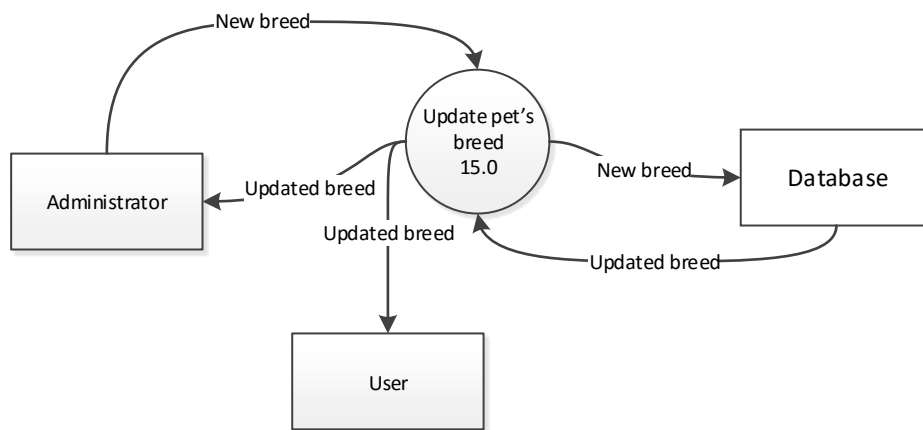 New breed
Update pet's
breed
15.0
Administrator
Updated breed
New breed
Database
Updated breed
Updated breed
User